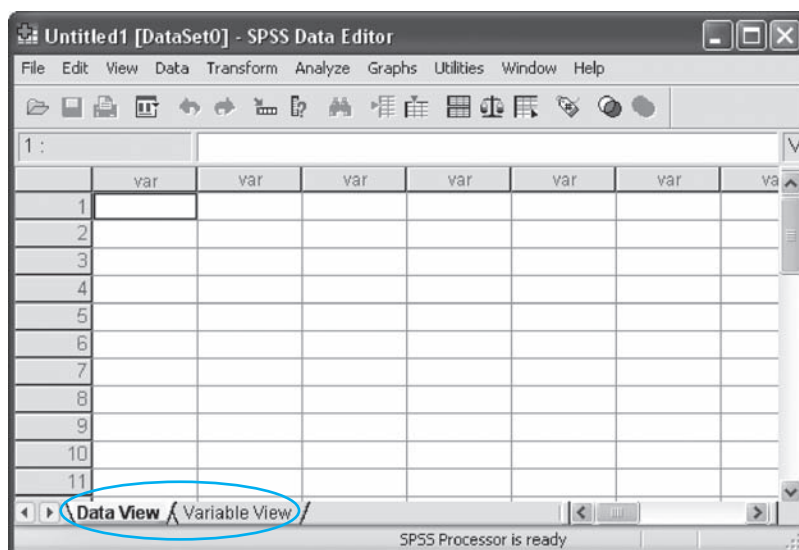 Untitled1 [DataSet0] - SPSS Data Editor
File Edit View Data Transform Analyze Graphs Utilities Window Help
1 :
var var var var var var va
1
2
3
4
5
6
7
8
9
10
11
Data View Variable View
SPSS Processor is ready